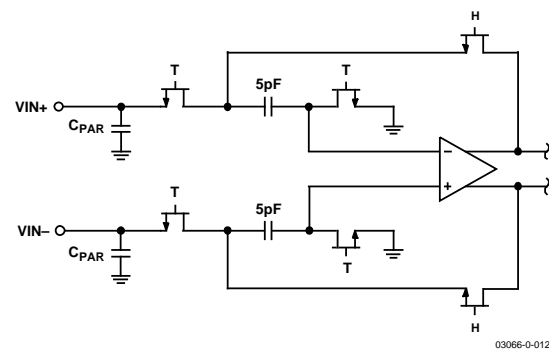 H
T
5pF
T
VIN+
CPAR
−
+
T
5pF
VIN−
CPAR
T
H
03066-0-012